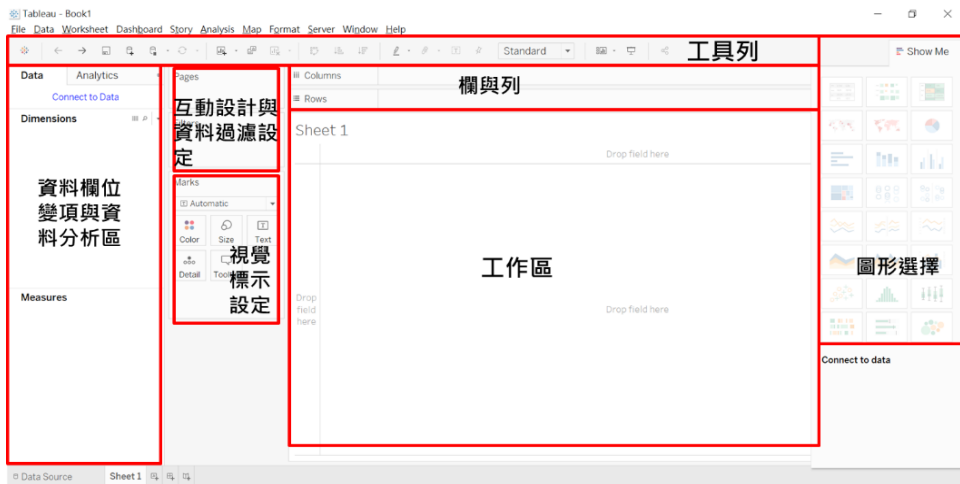 Tableau - Book1
File Data Worksheet Dashboard Story Analysis Map Format Server Window Help
Standard
工具列
Show Me
Data Analytics
Pages
Columns
Connect to Data
Rows
欄與列
Dimensions
互動設計與
資料過濾設
定
Sheet 1
Drop field here
資料欄位
變項與資
料分析區
Marks
Automatic
Color Size Text
Detail
視覺
標示
設定
工作區
圖形選擇
Measures
Drop
field
here
Drop field here
Connect to data
Data Source Sheet 1